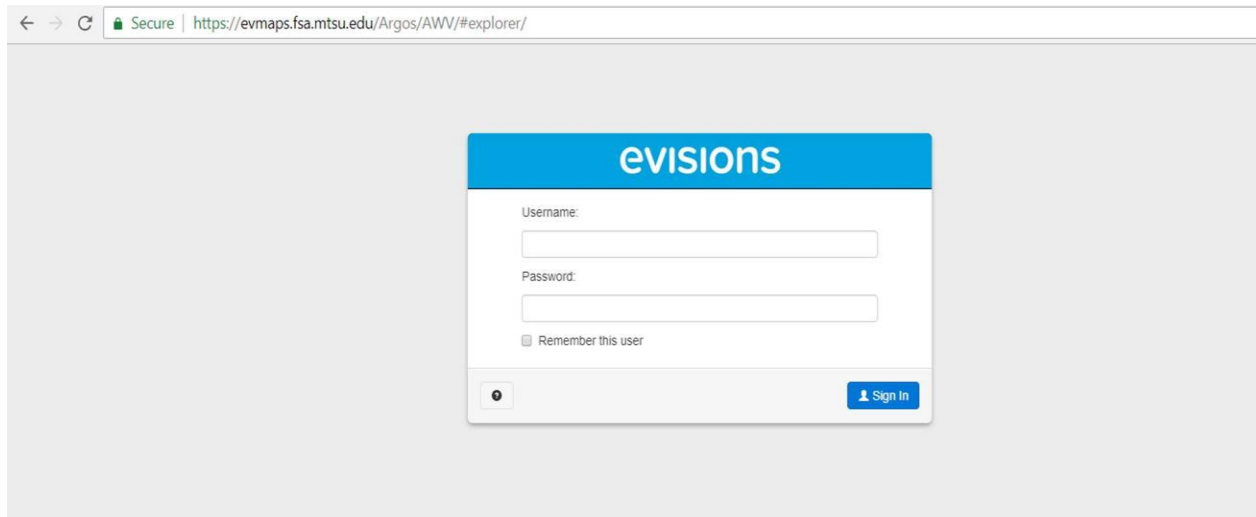 Secure | https://evmaps.fsa.mtsu.edu/Argos/AWV/#explorer/
evisions
Username:
Password:
Remember this user
Sign In